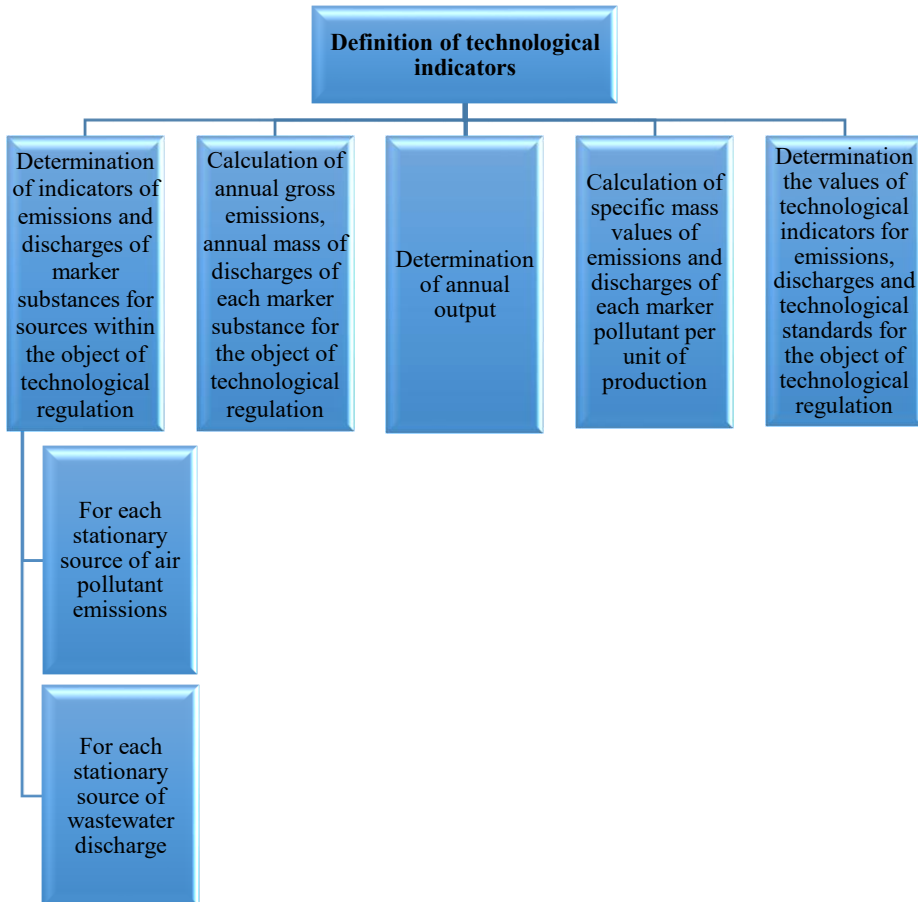 Definition of technological
indicators
Determination
of indicators of
emissions and
discharges of
marker
substances for
sources within
the object of
technological
regulation
Calculation of
annual gross
emissions,
annual mass of
discharges of
each marker
substance for
the object of
technological
regulation
Determination
of annual
output
Calculation of
specific mass
values of
emissions and
discharges of
each marker
pollutant per
unit of
production
Determination
the values of
technological
indicators for
emissions,
discharges and
technological
standards for
the object of
technological
regulation
For each
stationary
source of air
pollutant
emissions
For each
stationary
source of
wastewater
discharge